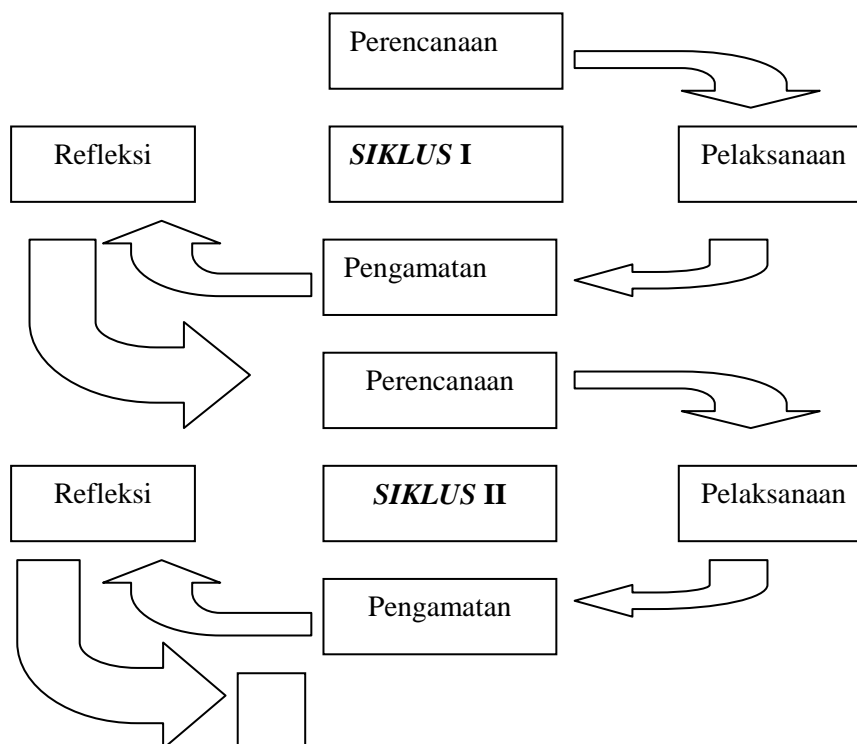 Perencanaan
Refleksi
SIKLUS I
Pelaksanaan
Pengamatan
Perencanaan
Refleksi
SIKLUS II
Pelaksanaan
Pengamatan